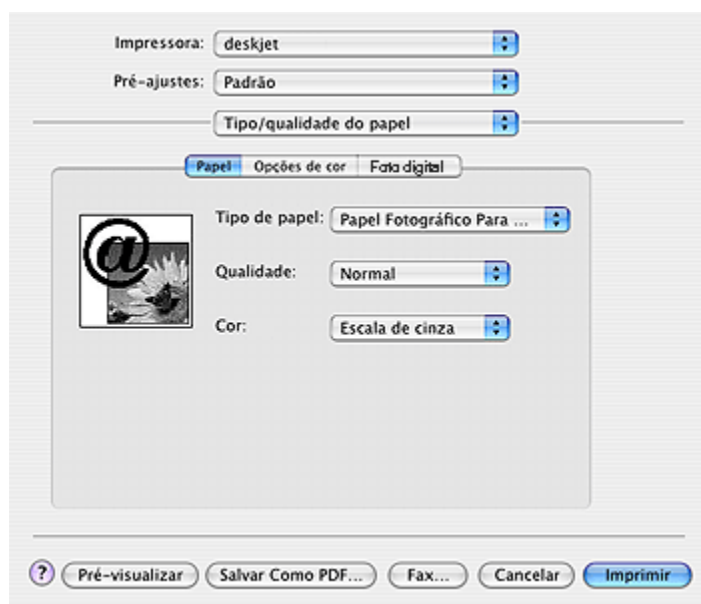 Impressora: deskjet
Pré-ajustes: Padrão
Tipo/qualidade do papel
Papel Opções de cor Foto digital
@
Tipo de papel: Papel Fotográfico Para ...
Qualidade: Normal
Cor: Escala de cinza
? Pré-visualizar Salvar Como PDF... Fax... Cancelar Imprimir